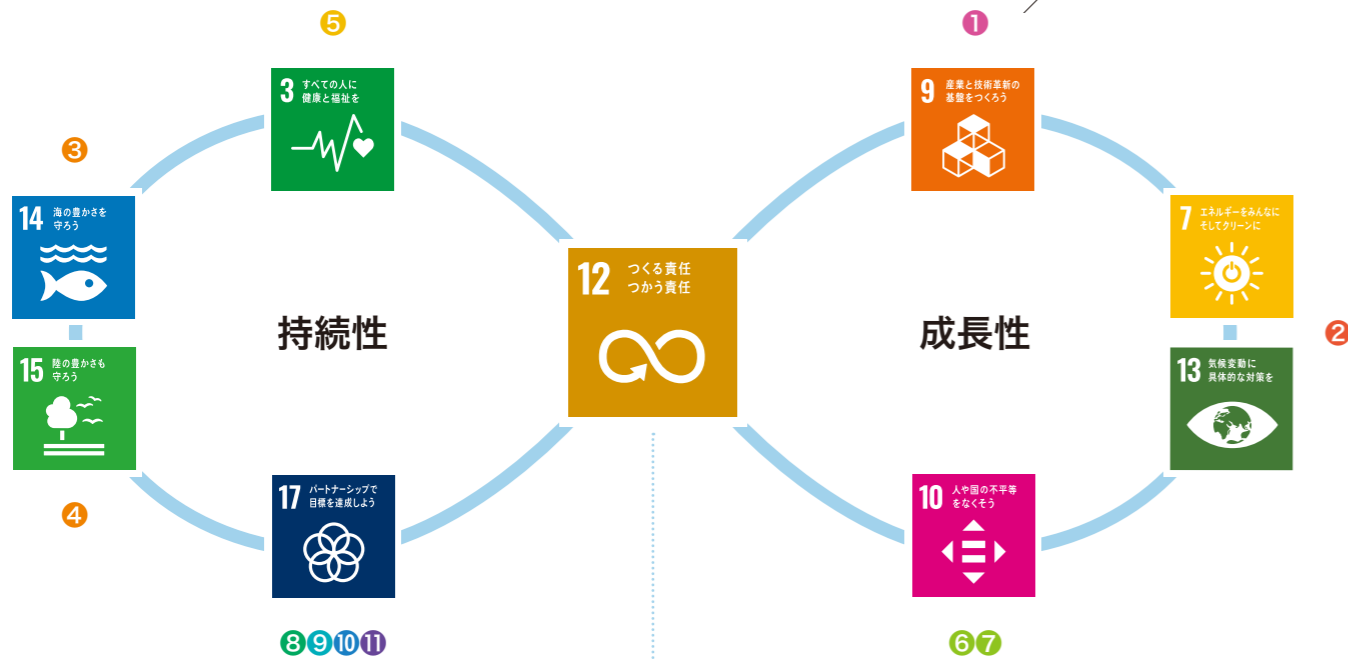 ❺
❶
3 すべての人に
健康と福祉を
9 産業と技術革新の
基盤をつくろう
❸
14 海の豊かさを
守ろう
7 エネルギーをみんなに
そしてクリーンに
12 つくる責任
つかう責任
持続性
成長性
❷
15 陸の豊かさも
守ろう
13 気候変動に
具体的な対策を
17 パートナーシップで
目標を達成しよう
10 人や国の不平等
をなくそう
❹
❽❾❿⓫
❻❼